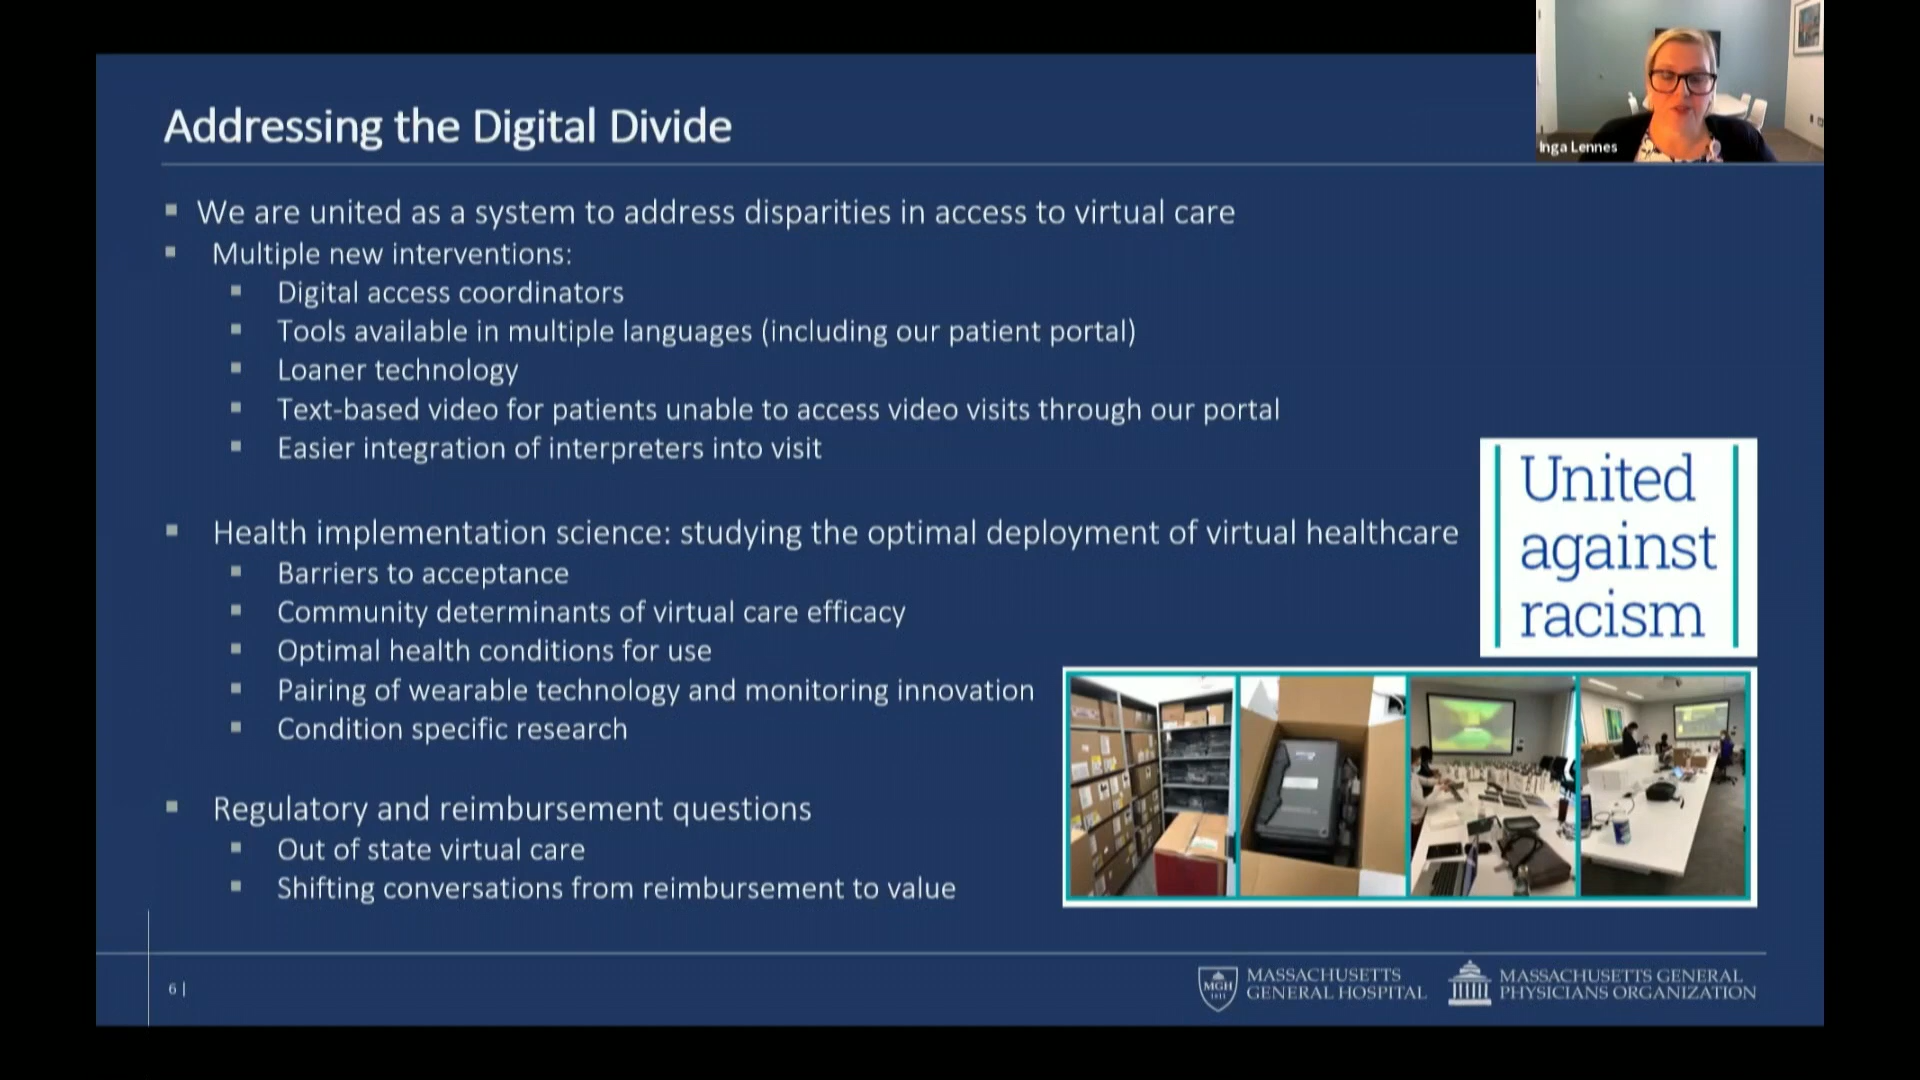 Inga Lennes
Addressing the Digital Divide
We are united as a system to address disparities in access to virtual care
Multiple new interventions:
Digital access coordinators
Tools available in multiple languages (including our patient portal)
Loaner technology
Text-based video for patients unable to access video visits through our portal
Easier integration of interpreters into visit
Health implementation science: studying the optimal deployment of virtual healthcare
Barriers to acceptance
Community determinants of virtual care efficacy
Optimal health conditions for use
Pairing of wearable technology and monitoring innovation
Condition specific research
Regulatory and reimbursement questions
Out of state virtual care
Shifting conversations from reimbursement to value
United
against
racism
6 |
MGH
1811
MASSACHUSETTS
GENERAL HOSPITAL
MASSACHUSETTS GENERAL
PHYSICIANS ORGANIZATION